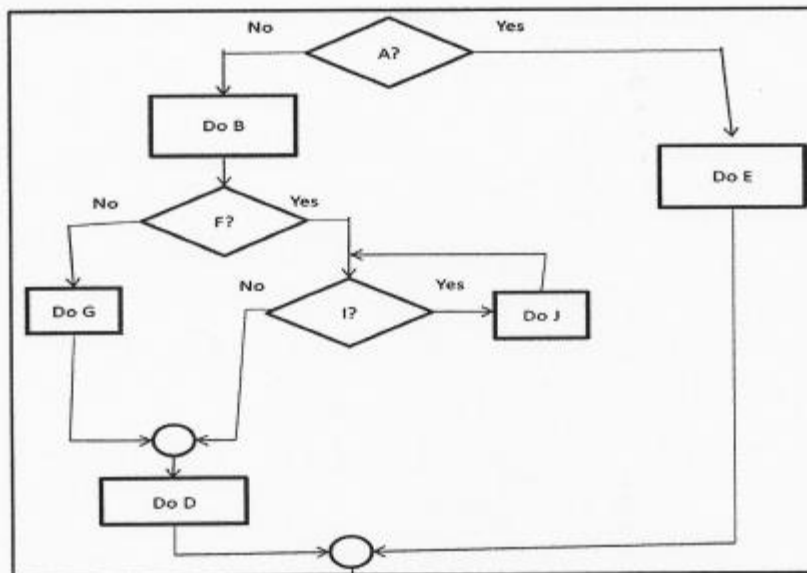 No
Yes
A?
Do B
Do E
No
Yes
F?
No
Yes
Do G
I?
Do J
Do D